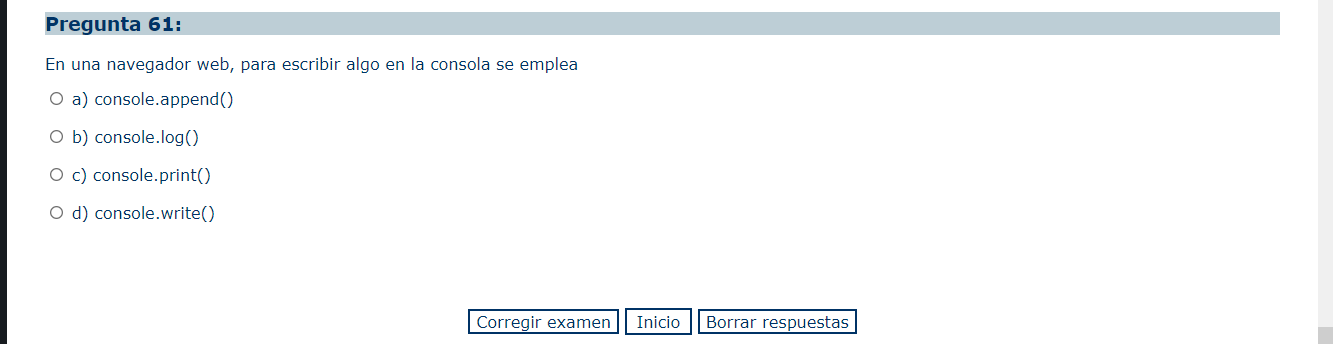 Pregunta 61:
En una navegador web, para escribir algo en la consola se emplea
a) console.append()
b) console.log()
c) console.print()
d) console.write()
Corregir examen Inicio Borrar respuestas